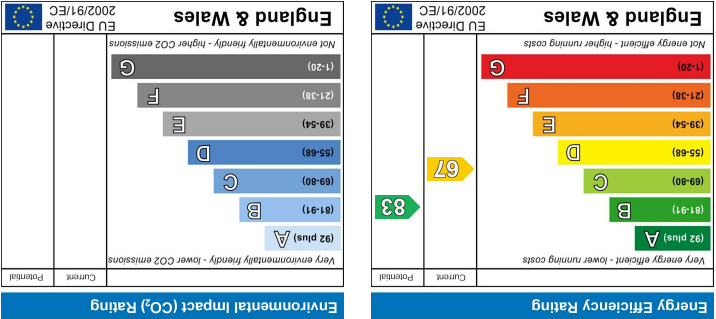 Energy Efficiency Rating
Current Potential
Very energy efficient - lower running costs
(92 plus) A
(81-91) B
(69-80) C
(55-68) D
(39-54) E
(21-38) F
(1-20) G
67
83
Not energy efficient - higher running costs
England & Wales
EU Directive
2002/91/EC
Environmental Impact (CO₂) Rating
Current Potential
Very environmentally friendly - lower CO2 emissions
(92 plus) A
(81-91) B
(69-80) C
(55-68) D
(39-54) E
(21-38) F
(1-20) G
Not environmentally friendly - higher CO2 emissions
England & Wales
EU Directive
2002/91/EC